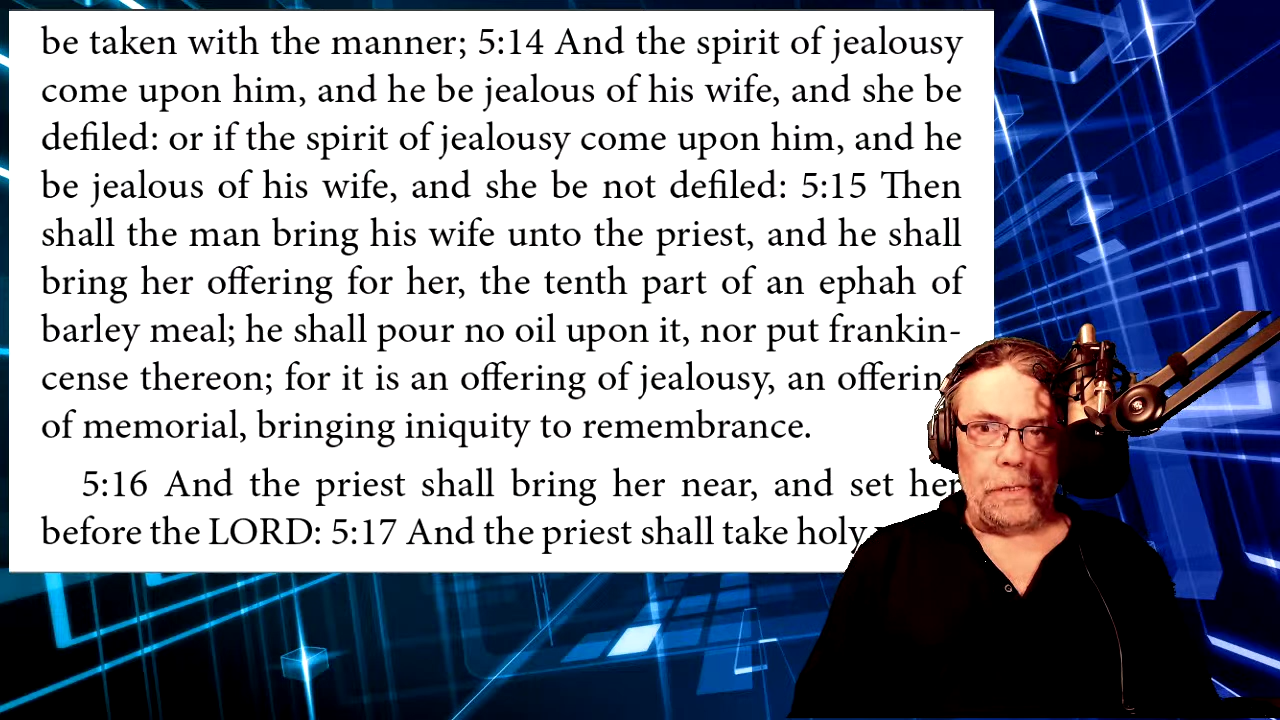 be taken with the manner; 5:14 And the spirit of jealousy
come upon him, and he be jealous of his wife, and she be
defiled: or if the spirit of jealousy come upon him, and he
be jealous of his wife, and she be not defiled: 5:15 Then
shall the man bring his wife unto the priest, and he shall
bring her offering for her, the tenth part of an ephah of
barley meal; he shall pour no oil upon it, nor put frankin-
cense thereon; for it is an offering of jealousy, an offering
of memorial, bringing iniquity to remembrance.
5:16 And the priest shall bring her near, and set her
before the LORD: 5:17 And the priest shall take holy